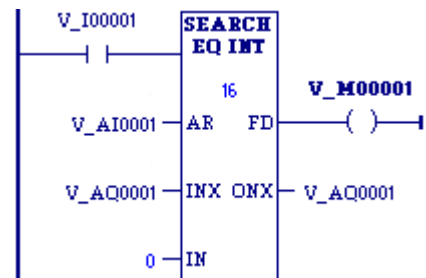 V_I00001
SEARCH
EQ INT
16
V_M00001
V_AI0001 AR FD
V_AQ0001 INX ONX V_AQ0001
0 IN